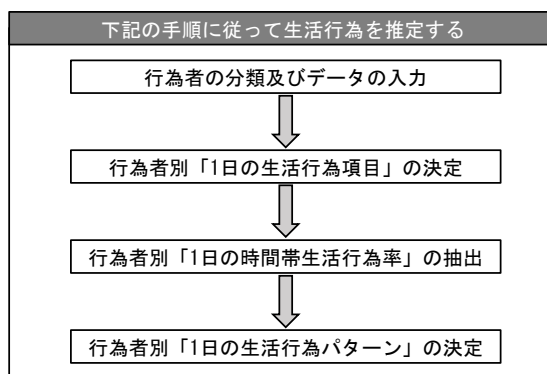 下記の手順に従って生活行為を推定する
行為者の分類及びデータの入力
行為者別「1日の生活行為項目」の決定
行為者別「1日の時間帯生活行為率」の抽出
行為者別「1日の生活行為パターン」の決定